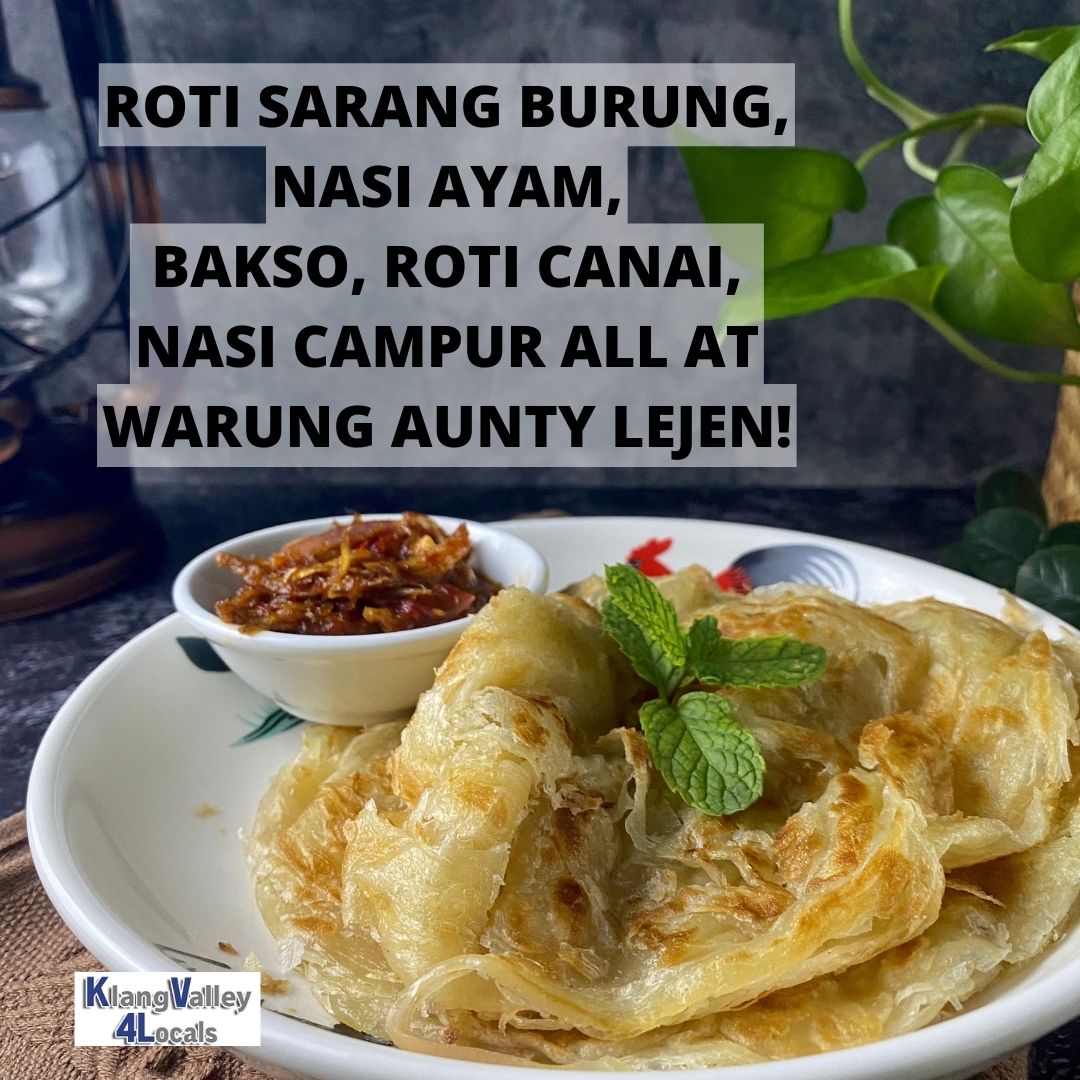 ROTI SARANG BURUNG,
NASI AYAM,
BAKSO, ROTI CANAI,
NASI CAMPUR ALL AT
WARUNG AUNTY LEJEN!
KlangValley
4Locals